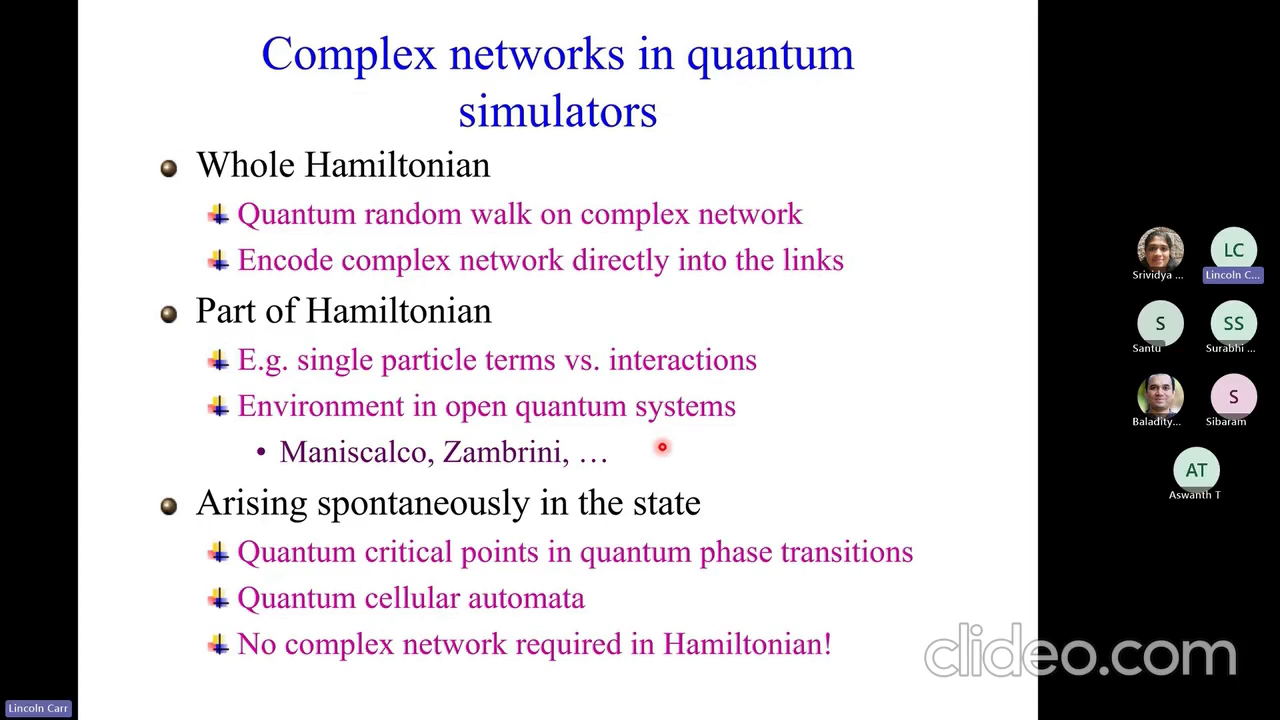 Complex networks in quantum
simulators
Whole Hamiltonian
Quantum random walk on complex network
Encode complex network directly into the links
Part of Hamiltonian
E.g. single particle terms vs. interactions
Environment in open quantum systems
• Maniscalco, Zambrini, …
Arising spontaneously in the state
Quantum critical points in quantum phase transitions
Quantum cellular automata
No complex network required in Hamiltonian!
clideo.com
Lincoln Carr
LC
Srividya ...
Lincoln C...
S
SS
Santu
Surabhi ...
S
Baladity...
Sibaram
AT
Aswanth T